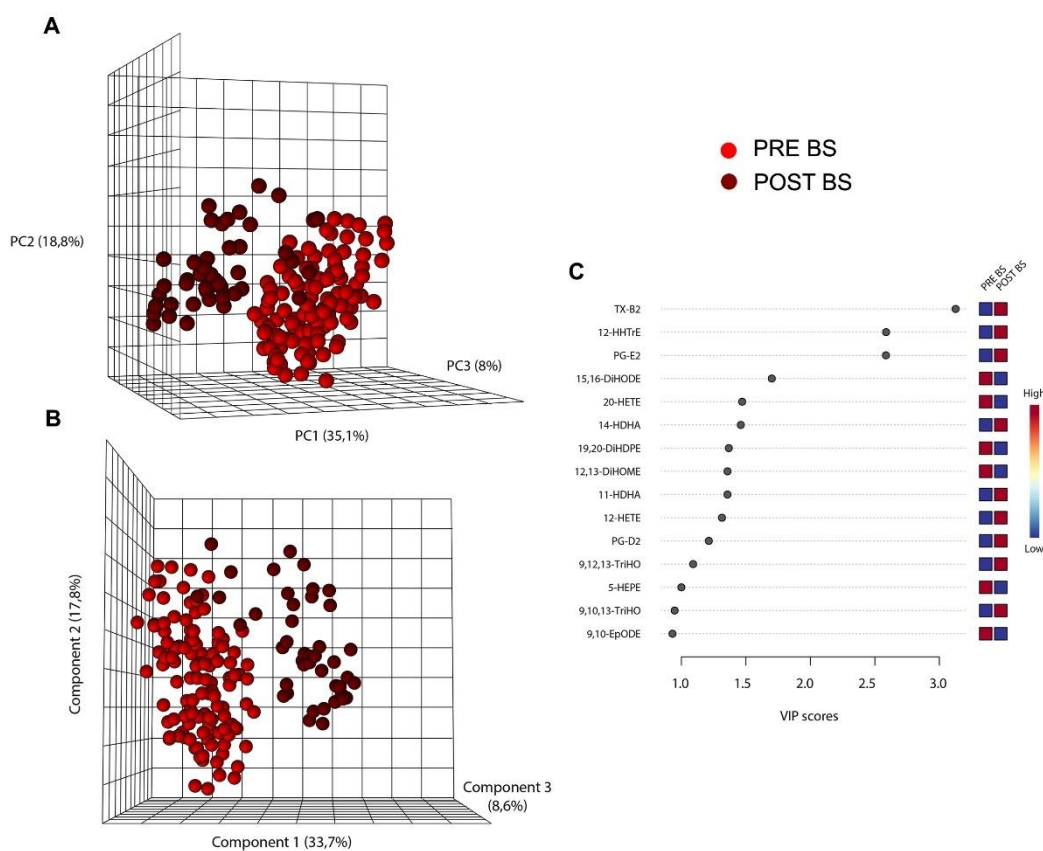 A
PC2 (18,8%)
PC3 (8%)
PC1 (35,1%)
PRE BS
POST BS
B
Component 2 (17,8%)
Component 3
(8,6%)
Component 1 (33,7%)
C
PRE BS
POST BS
TX-B2
12-HHTrE
PG-E2
15,16-DiHODE
20-HETE
14-HDHA
19,20-DiHDPE
12,13-DiHOME
11-HDHA
12-HETE
PG-D2
9,12,13-TriHO
5-HEPE
9,10,13-TriHO
9,10-EpODE
High
Low
1.0 1.5 2.0 2.5 3.0
VIP scores